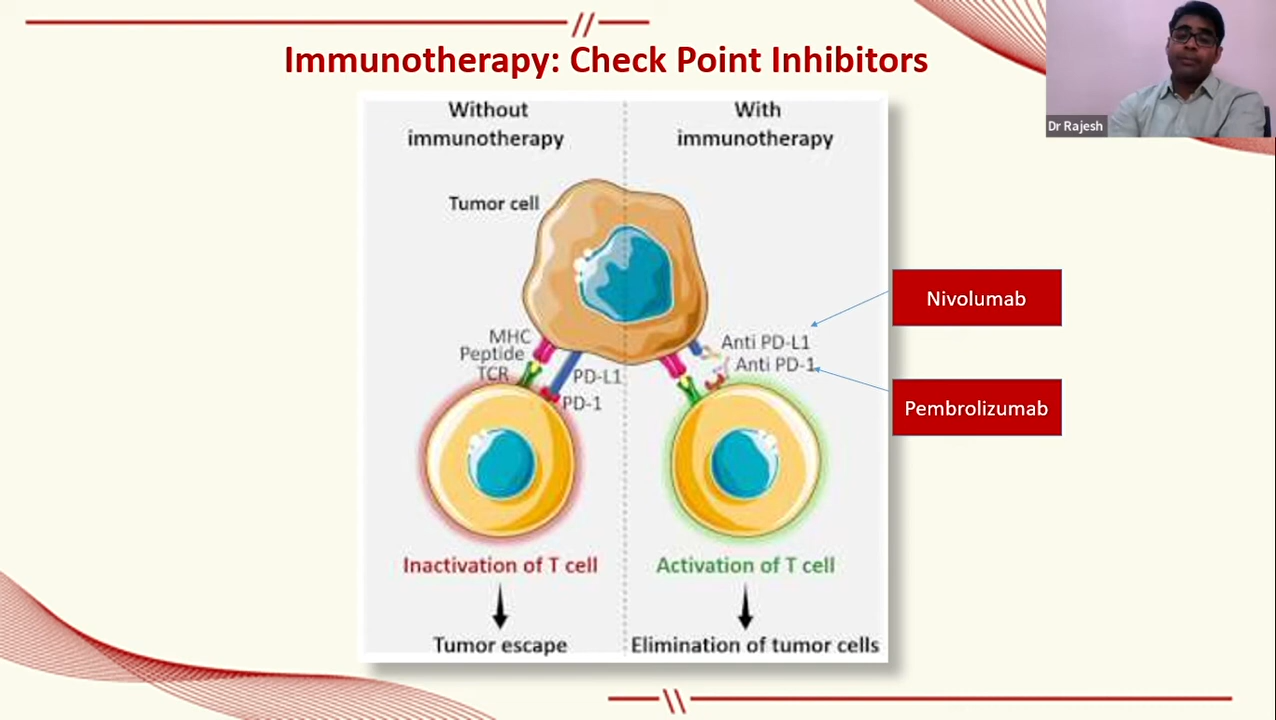 Immunotherapy: Check Point Inhibitors
Dr Rajesh
Without
immunotherapy
With
immunotherapy
Tumor cell
MHC
Peptide
TCR
PD-L1
PD-1
Anti PD-L1
Anti PD-1
Nivolumab
Pembrolizumab
Inactivation of T cell
Activation of T cell
Tumor escape
Elimination of tumor cells